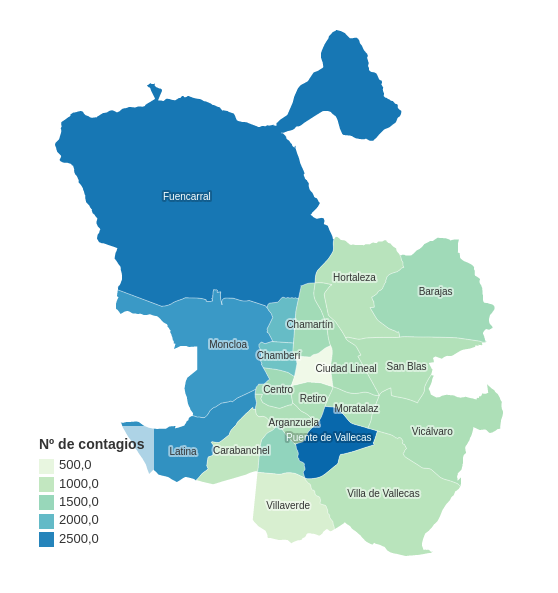 Fuencarral
Hortaleza
Barajas
Chamartín
Moncloa
Chamberí
Ciudad Lineal
San Blas
Centro
Retiro
Moratalaz
Arganzuela
Vicálvaro
Puente de Vallecas
Latina
Carabanchel
Villa de Vallecas
Villaverde
Nº de contagios
500,0
1000,0
1500,0
2000,0
2500,0